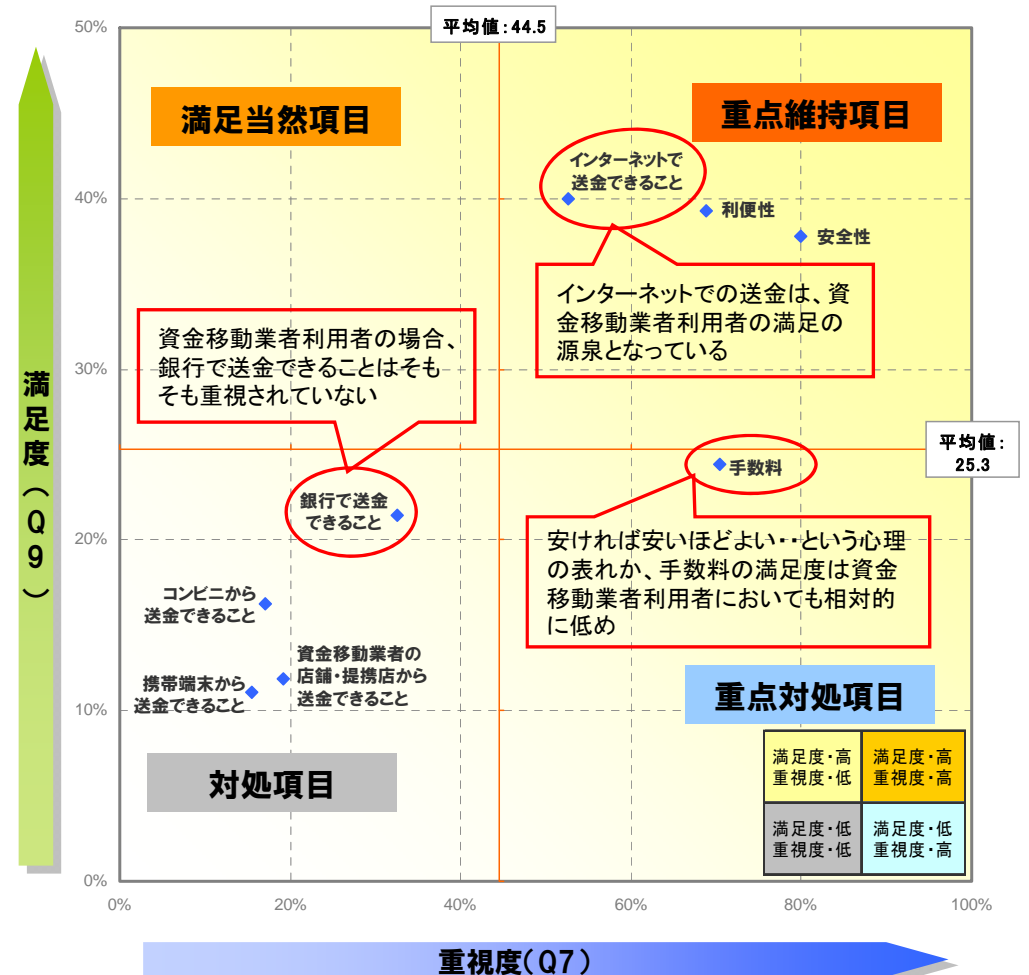 平均値:44.5
50%
満足当然項目
重点維持項目
インターネットで
送金できること
40%
利便性
安全性
インターネットでの送金は、資
金移動業者利用者の満足の
源泉となっている
資金移動業者利用者の場合、
銀行で送金できることはそも
そも重視されていない
30%
満足度(Q9)
平均値:
25.3
手数料
銀行で送金
できること
20%
安ければ安いほどよい・・という心理
の表れか、手数料の満足度は資金
移動業者利用者においても相対的
に低め
コンビニから
送金できること
資金移動業者の
店舗・提携店から
送金できること
携帯端末から
送金できること
10%
重点対処項目
対処項目
満足度・高
重視度・低
満足度・高
重視度・高
満足度・低
重視度・低
満足度・低
重視度・高
0%
0%
20%
40%
60%
80%
100%
重視度(Q7)